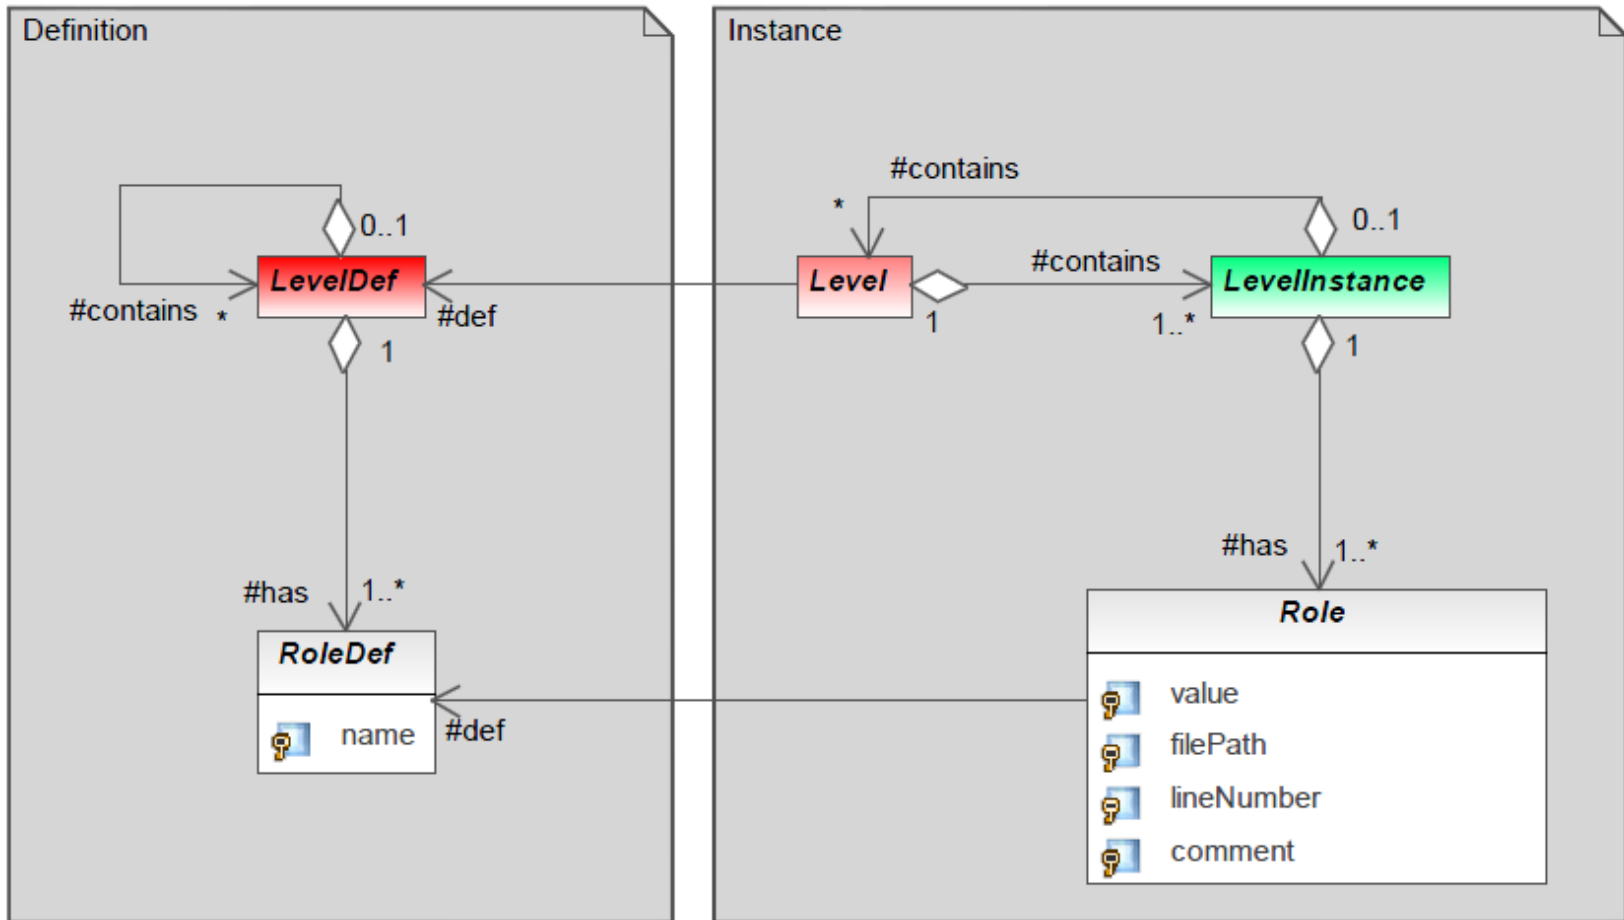 Definition
0..1
LevelDef
#contains *
#def
1
#has 1..*
RoleDef
name
#def
Instance
#contains
*
0..1
Level
#contains
LevelInstance
1
1..*
1
#has 1..*
Role
value
filePath
lineNumber
comment